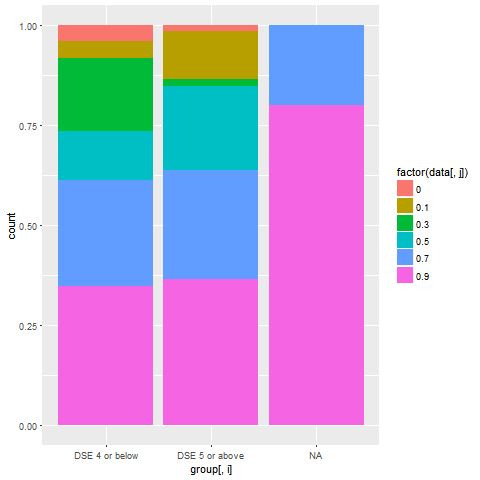 1.00
0.75
0.50
0.25
0.00
count
DSE 4 or below
DSE 5 or above
NA
group[, i]
factor(data[, j])
0
0.1
0.3
0.5
0.7
0.9